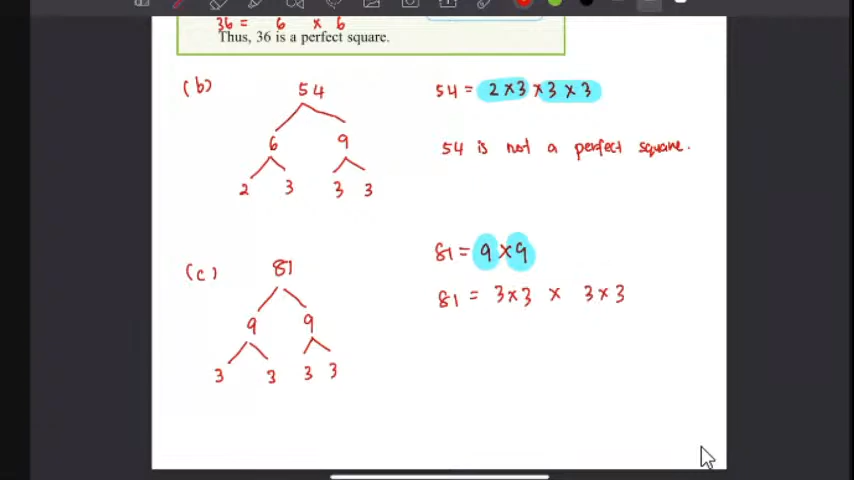 36 = 6 x 6
Thus, 36 is a perfect square.
(b)
54
54 = 2 x 3 x 3 x 3
6 9
54 is not a perfect square.
2 3 3 3
81 = 9 x 9
(c)
81
81 = 3 x 3 x 3 x 3
9 9
3 3 3 3